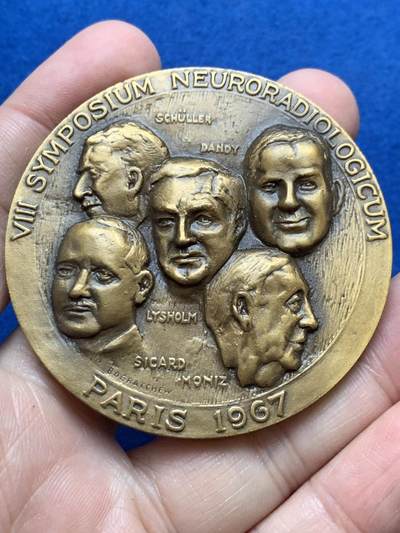 VIII SYMPOSIUM NEURORADIOLOGICUM
SCHÜLLER
DANDY
LYSHOLM
SICARD
MONIZ
PARIS 1967